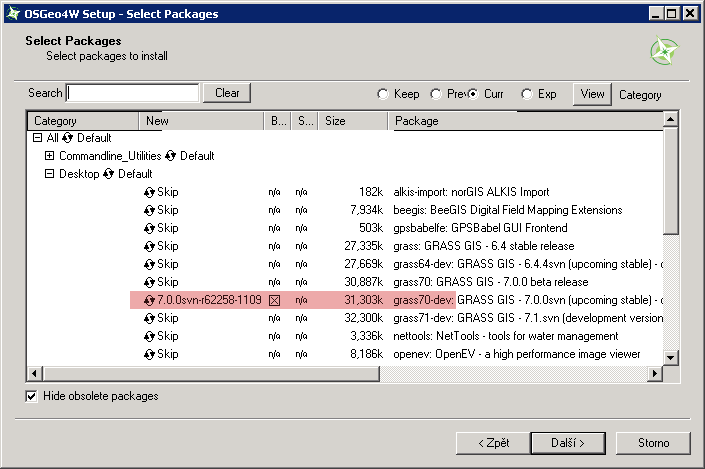 OSGeo4W Setup - Select Packages
Select Packages
Select packages to install
Search Clear Keep Prev Curr Exp View Category
Category New B... S... Size Package
All Default
Commandline_Utilities Default
Desktop Default
Skip n/a n/a 182k alkis-import: norGIS ALKIS Import
Skip n/a n/a 7,934k beegis: BeeGIS Digital Field Mapping Extensions
Skip n/a n/a 503k gpsbabelfe: GPSBabel GUI Frontend
Skip n/a n/a 27,335k grass: GRASS GIS - 6.4 stable release
Skip n/a n/a 27,669k grass64-dev: GRASS GIS - 6.4.4svn (upcoming stable) - c
Skip n/a n/a 30,887k grass70: GRASS GIS - 7.0.0 beta release
7.0.0svn-r62258-1109 n/a 31,303k grass70-dev: GRASS GIS - 7.0.0svn (upcoming stable) - c
Skip n/a n/a 32,300k grass71-dev: GRASS GIS - 7.1.svn (development version
Skip n/a n/a 3,336k nettools: NetTools - tools for water management
Skip n/a n/a 8,186k openev: OpenEV - a high performance image viewer
Hide obsolete packages
< Zpět Další > Storno